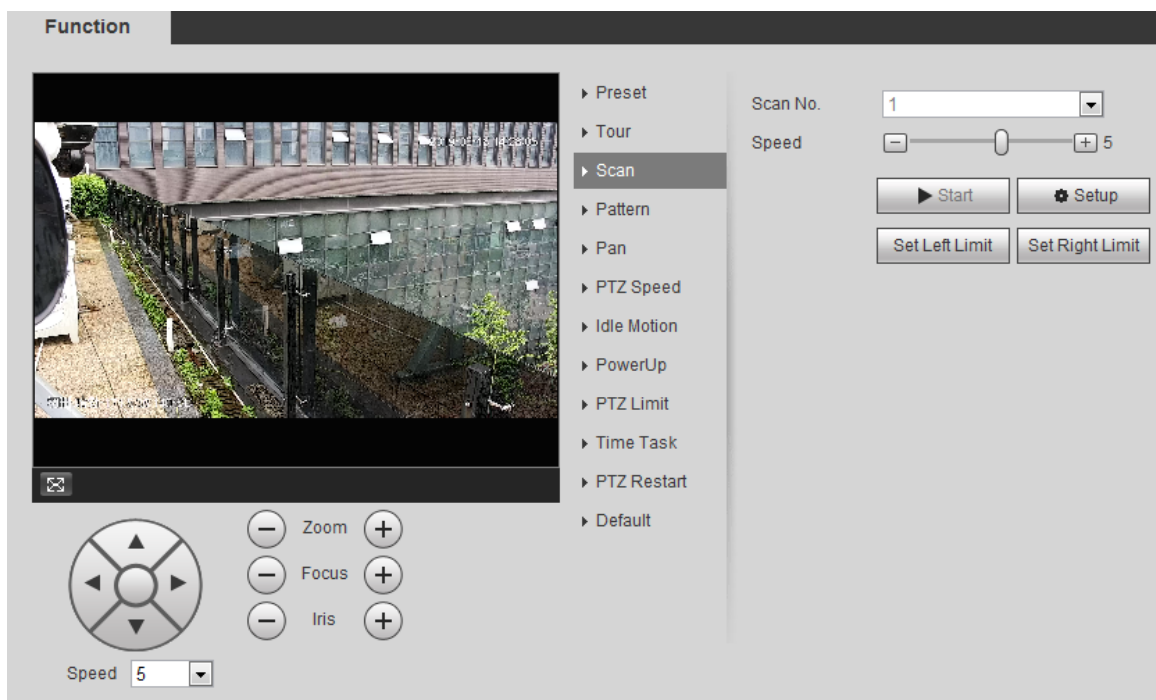 Function
Preset
Tour
Scan
Pattern
Pan
PTZ Speed
Idle Motion
PowerUp
PTZ Limit
Time Task
PTZ Restart
Default
Scan No. 1
Speed 5
Start Setup
Set Left Limit Set Right Limit
Zoom
Focus
Iris
Speed 5